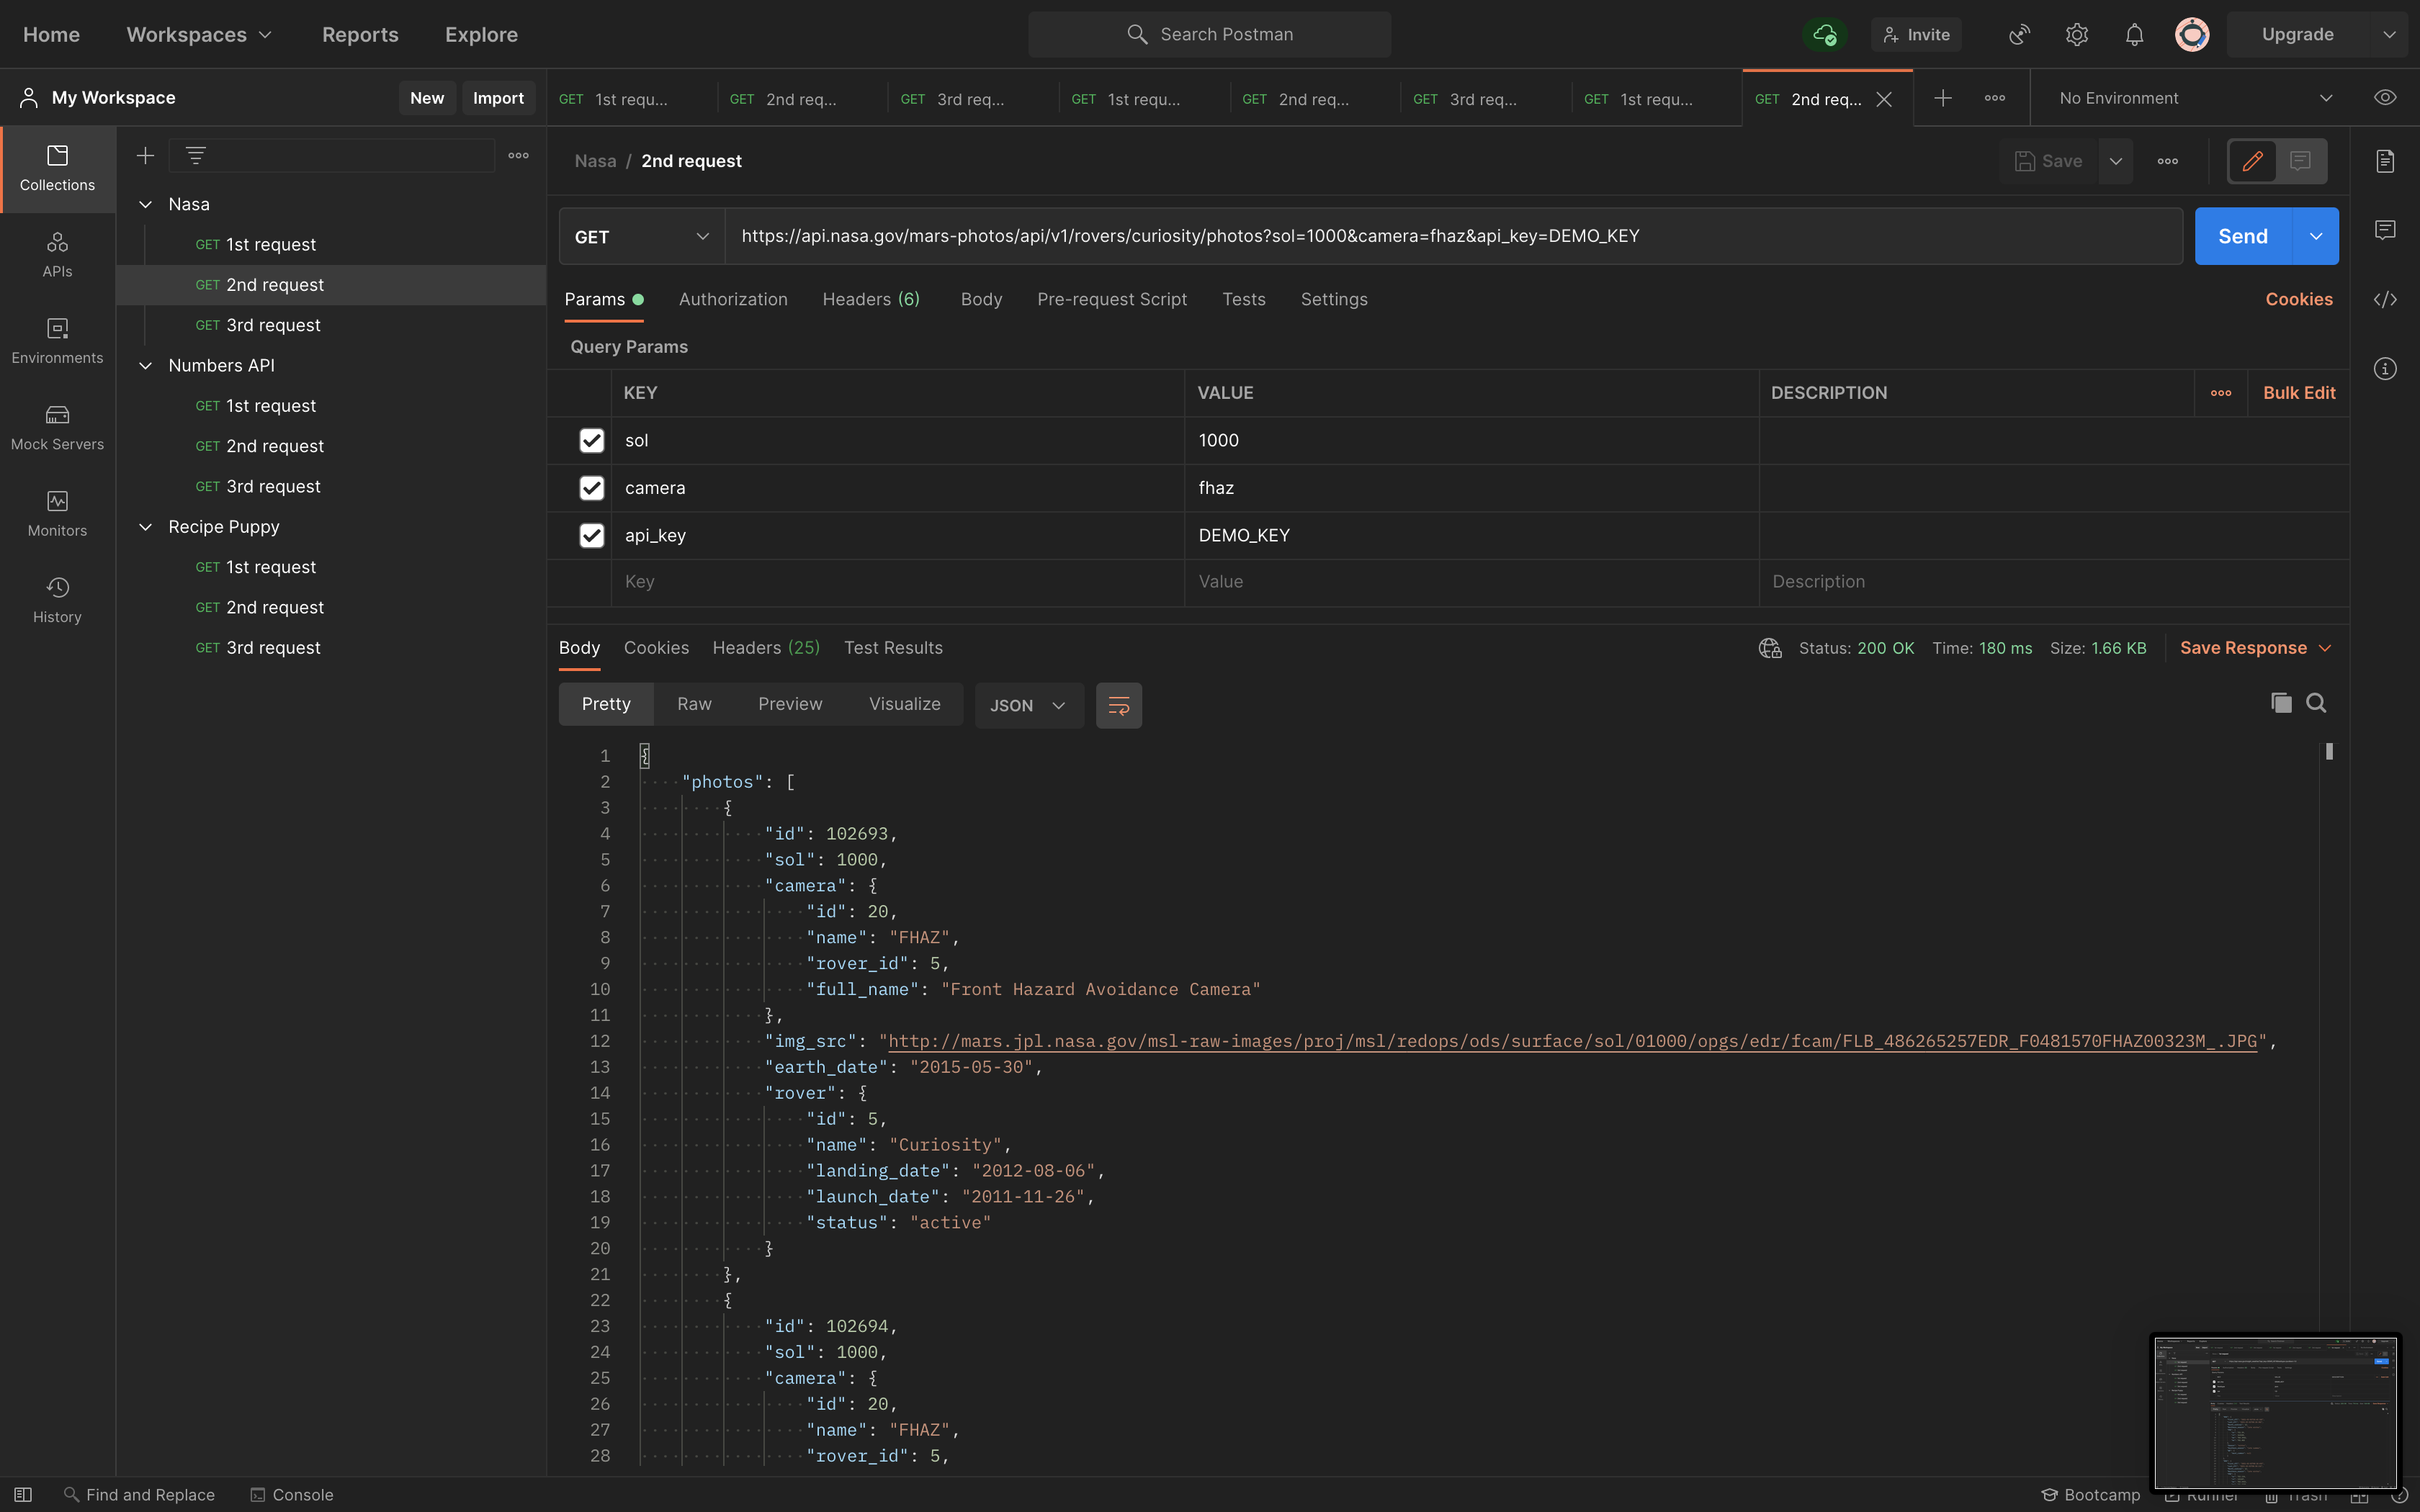 Home Workspaces Reports Explore Search Postman Invite Upgrade
My Workspace New Import
GET 1st requ... GET 2nd req... GET 3rd req... GET 1st requ... GET 2nd req... GET 3rd req... GET 1st requ... GET 2nd req... No Environment
Collections
APIs
Environments
Mock Servers
Monitors
History
Nasa
GET 1st request
GET 2nd request
GET 3rd request
Numbers API
GET 1st request
GET 2nd request
GET 3rd request
Recipe Puppy
GET 1st request
GET 2nd request
GET 3rd request
Nasa / 2nd request Save
GET https://api.nasa.gov/mars-photos/api/v1/rovers/curiosity/photos?sol=1000&camera=fhaz&api_key=DEMO_KEY Send
Params Authorization Headers (6) Body Pre-request Script Tests Settings Cookies
Query Params
KEY VALUE DESCRIPTION Bulk Edit
sol 1000
camera fhaz
api_key DEMO_KEY
Key Value Description
Body Cookies Headers (25) Test Results Status: 200 OK Time: 180 ms Size: 1.66 KB Save Response
Pretty Raw Preview Visualize JSON
1 {
2 "photos": [
3 {
4 "id": 102693,
5 "sol": 1000,
6 "camera": {
7 "id": 20,
8 "name": "FHAZ",
9 "rover_id": 5,
10 "full_name": "Front Hazard Avoidance Camera"
11 },
12 "img_src": "http://mars.jpl.nasa.gov/msl-raw-images/proj/msl/redops/ods/surface/sol/01000/opgs/edr/fcam/FLB_486265257EDR_F0481570FHAZ00323M_.JPG",
13 "earth_date": "2015-05-30",
14 "rover": {
15 "id": 5,
16 "name": "Curiosity",
17 "landing_date": "2012-08-06",
18 "launch_date": "2011-11-26",
19 "status": "active"
20 }
21 },
22 {
23 "id": 102694,
24 "sol": 1000,
25 "camera": {
26 "id": 20,
27 "name": "FHAZ",
28 "rover_id": 5,
Find and Replace Console Bootcamp Runner Trash